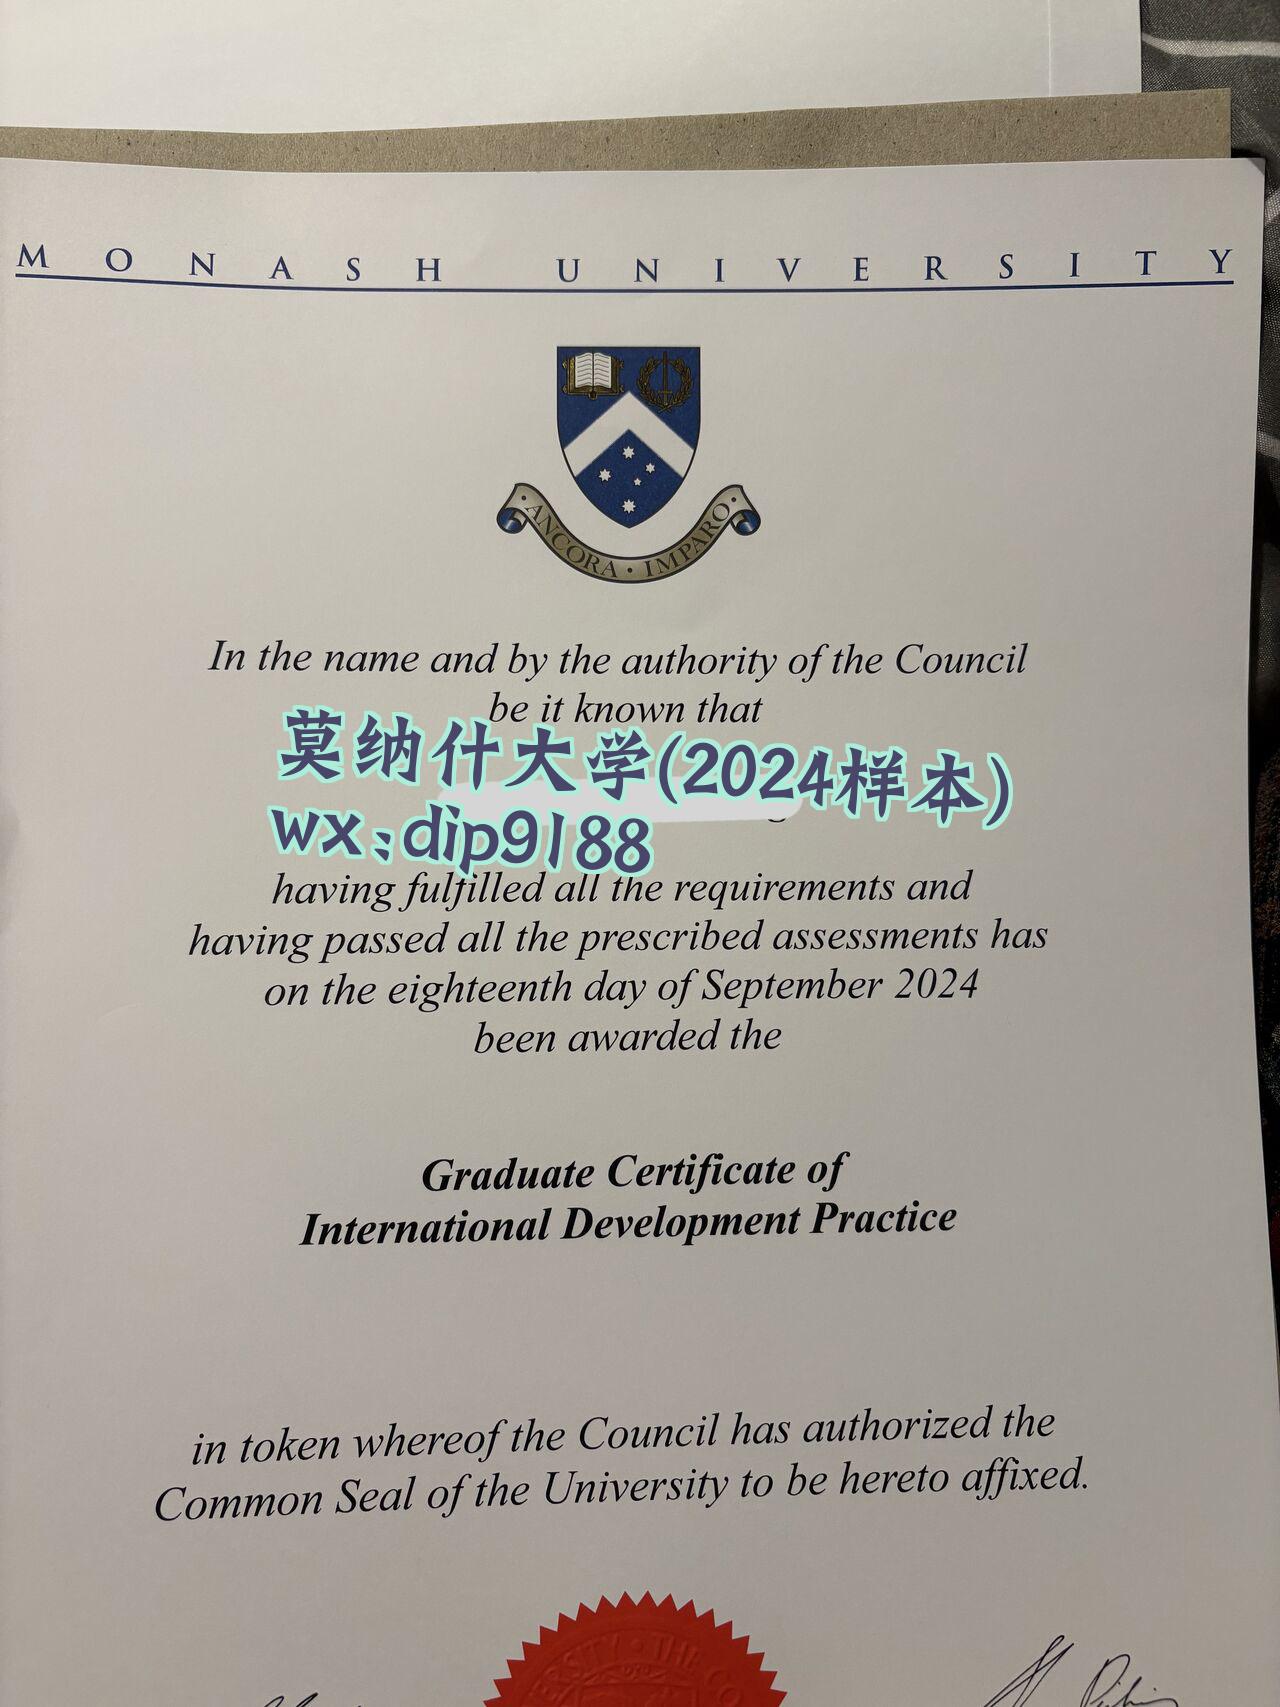 MONASH UNIVERSITY
ANCORA · IMPARO
In the name and by the authority of the Council
be it known that
莫纳什大学(2024样本)
wx:dip9188
having fulfilled all the requirements and
having passed all the prescribed assessments has
on the eighteenth day of September 2024
been awarded the
Graduate Certificate of
International Development Practice
in token whereof the Council has authorized the
Common Seal of the University to be hereto affixed.